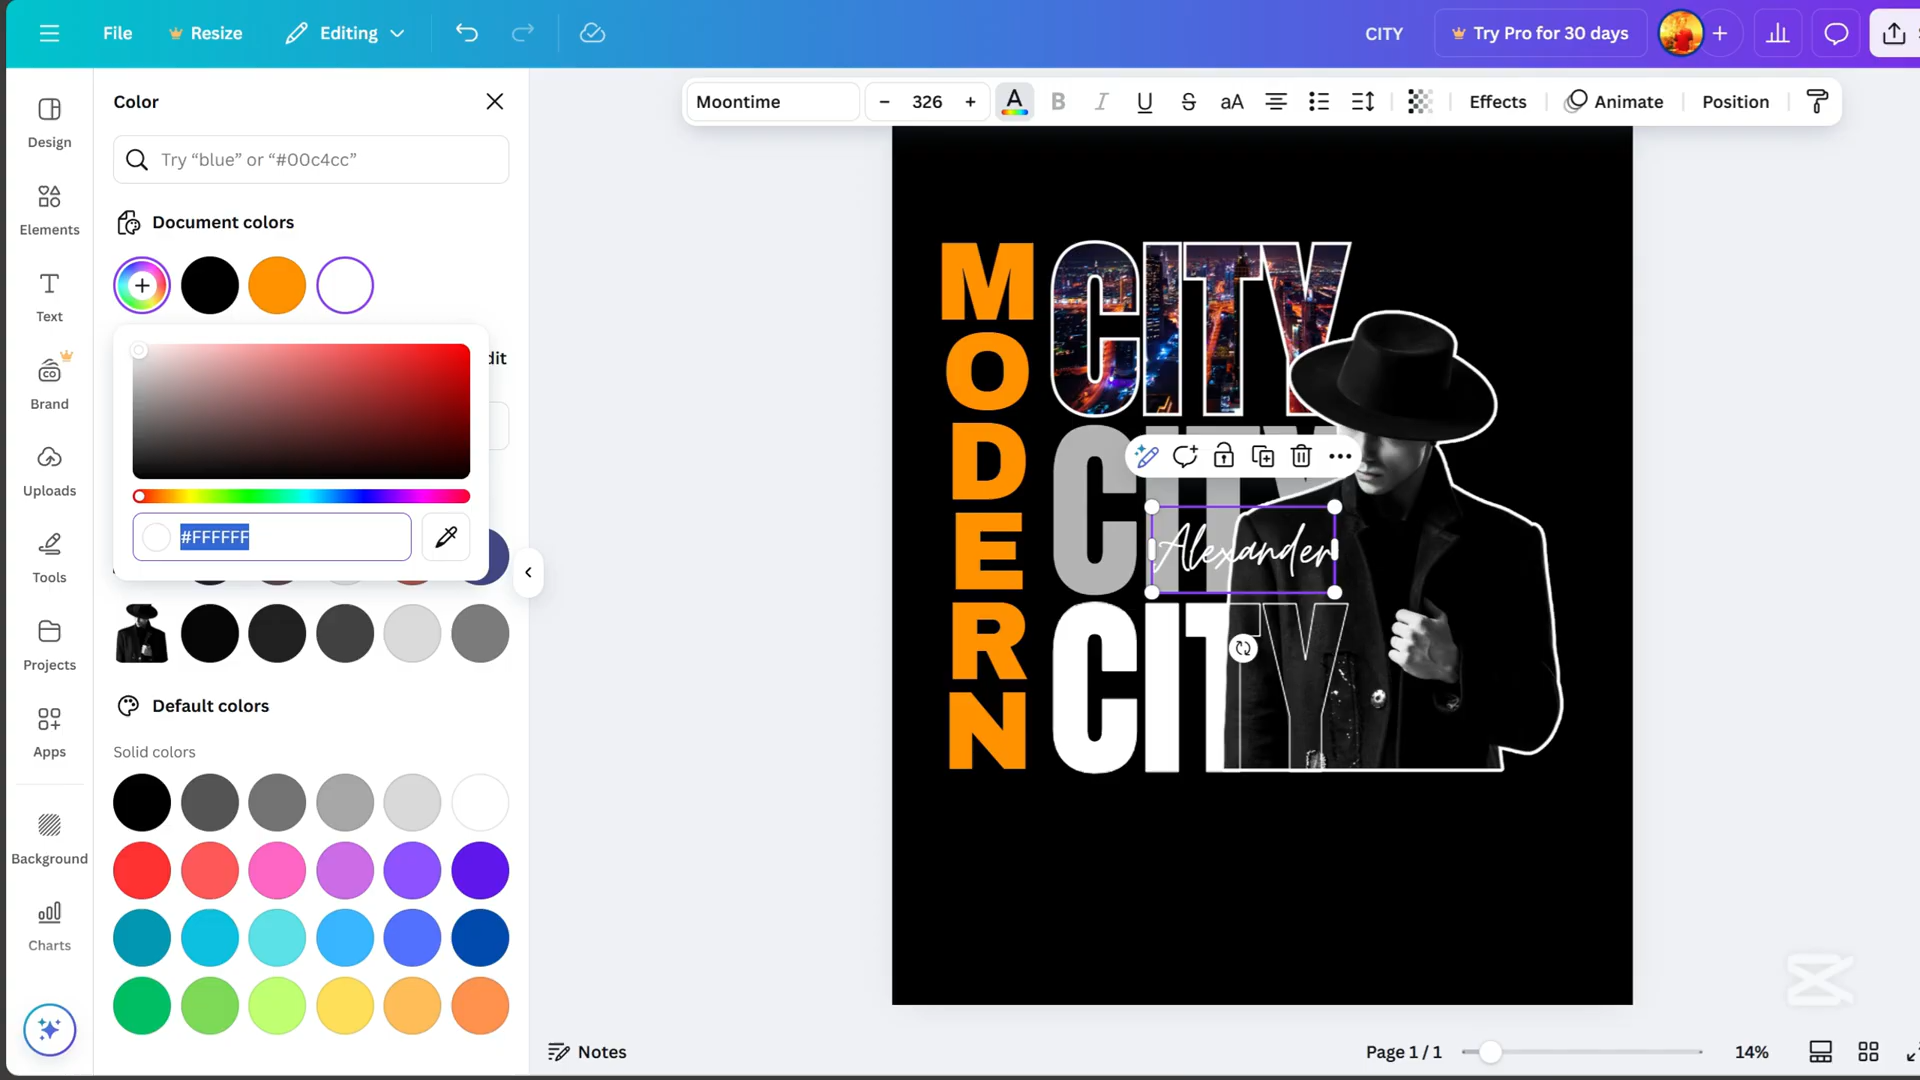 File
Resize
Editing
CITY
Try Pro for 30 days
Design
Elements
Text
Brand
Uploads
Tools
Projects
Apps
Background
Charts
Color
Try “blue” or “#00c4cc”
Document colors
dit
#FFFFFF
Default colors
Solid colors
Moontime
– 326 +
A B I U S aA
Effects
Animate
Position
MODERN
CITY
CITY
Alexander
CITY
Notes
Page 1 / 1
14%